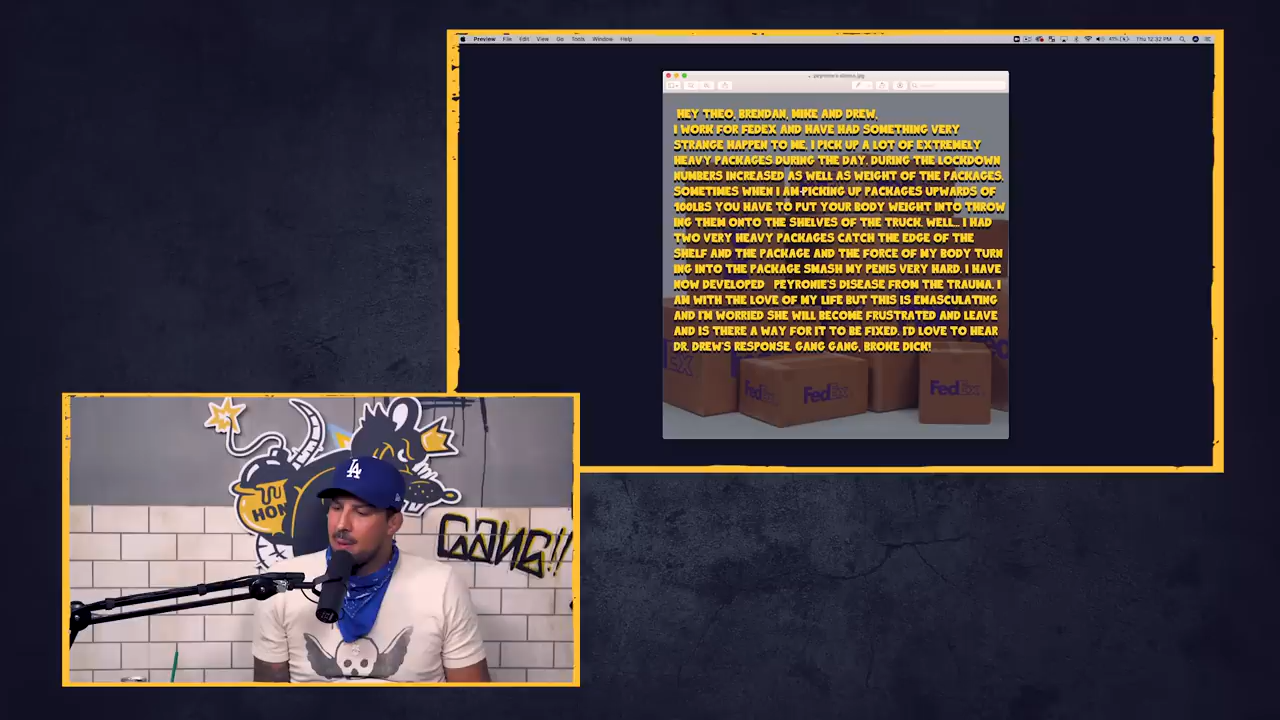 Preview File Edit View Go Tools Window Help
Thu 12:32 PM
HEY THEO, BRENDAN, MIKE AND DREW,
I WORK FOR FEDEX AND HAVE HAD SOMETHING VERY
STRANGE HAPPEN TO ME. I PICK UP A LOT OF EXTREMELY
HEAVY PACKAGES DURING THE DAY. DURING THE LOCKDOWN
NUMBERS INCREASED AS WELL AS WEIGHT OF THE PACKAGES.
SOMETIMES WHEN I AM PICKING UP PACKAGES UPWARDS OF
100LBS YOU HAVE TO PUT YOUR BODY WEIGHT INTO THROW
ING THEM ONTO THE SHELVES OF THE TRUCK. WELL.. I HAD
TWO VERY HEAVY PACKAGES CATCH THE EDGE OF THE
SHELF AND THE PACKAGE AND THE FORCE OF MY BODY TURN
ING INTO THE PACKAGE SMASH MY PENIS VERY HARD. I HAVE
NOW DEVELOPED PEYRONIE'S DISEASE FROM THE TRAUMA. I
AM WITH THE LOVE OF MY LIFE BUT THIS IS EMASCULATING
AND I'M WORRIED SHE WILL BECOME FRUSTRATED AND LEAVE
AND IS THERE A WAY FOR IT TO BE FIXED. I'D LOVE TO HEAR
DR. DREW'S RESPONSE. GANG GANG, BROKE DICK!
Ex
FedEx
FedEx
FedEx
LA
HON
GANG!!